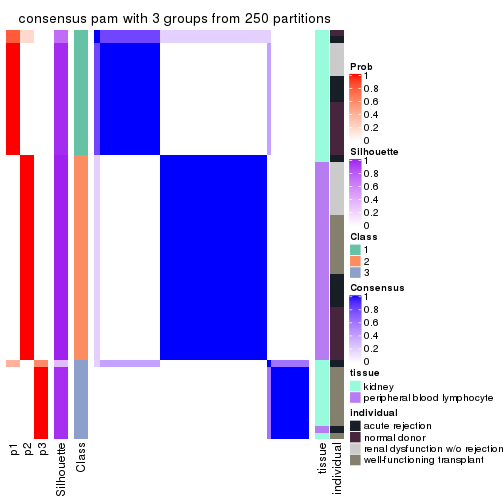 consensus pam with 3 groups from 250 partitions
Prob
1
0.8
0.6
0.4
0.2
0
Silhouette
1
0.8
0.6
0.4
0.2
0
Class
1
2
3
Consensus
1
0.8
0.6
0.4
0.2
0
tissue
kidney
peripheral blood lymphocyte
individual
acute rejection
normal donor
renal dysfunction w/o rejection
well-functioning transplant
p1
p2
p3
Silhouette
Class
tissue
individual